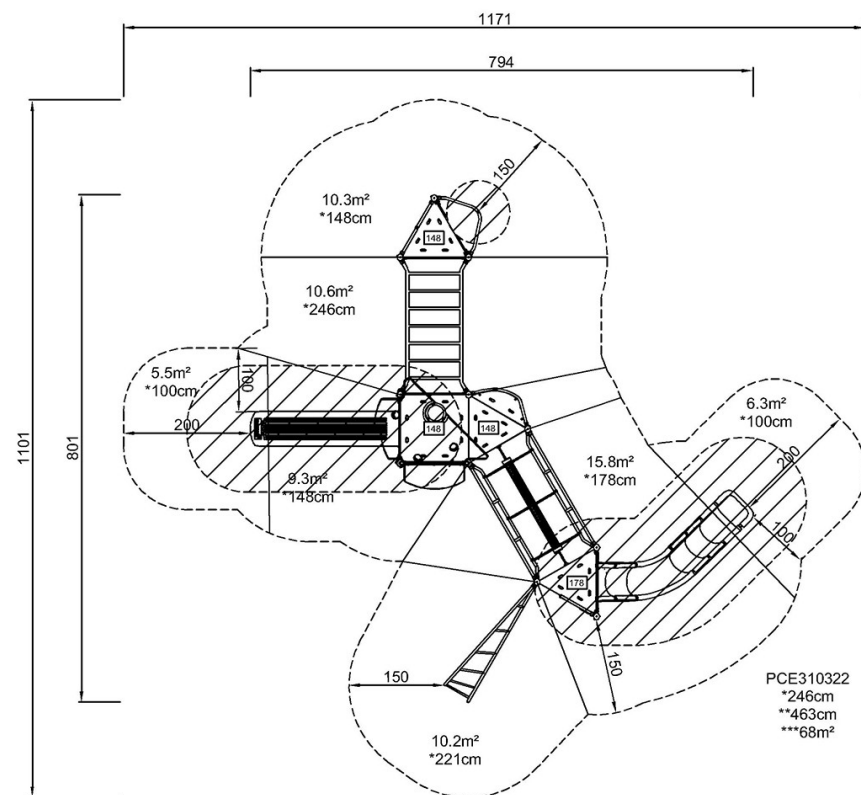 1171
794
150
10.3m²
*148cm
148
10.6m²
*246cm
5.5m²
*100cm
100
6.3m²
*100cm
1101
801
200
148
148
200
15.8m²
*178cm
9.3m²
*148cm
100
178
150
150
PCE310322
*246cm
**463cm
***68m²
10.2m²
*221cm